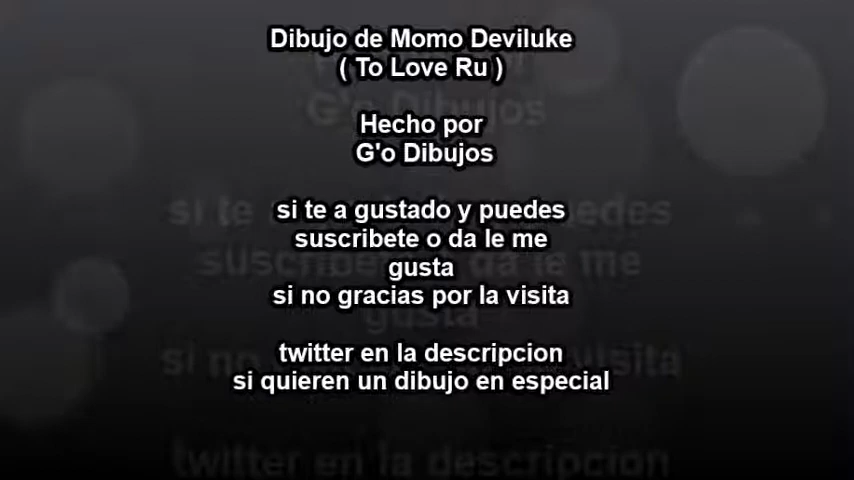 Dibujo de Momo Deviluke
( To Love Ru )
Hecho por
G'o Dibujos
si te a gustado y puedes
suscribete o da le me
gusta
si no gracias por la visita
twitter en la descripcion
si quieren un dibujo en especial